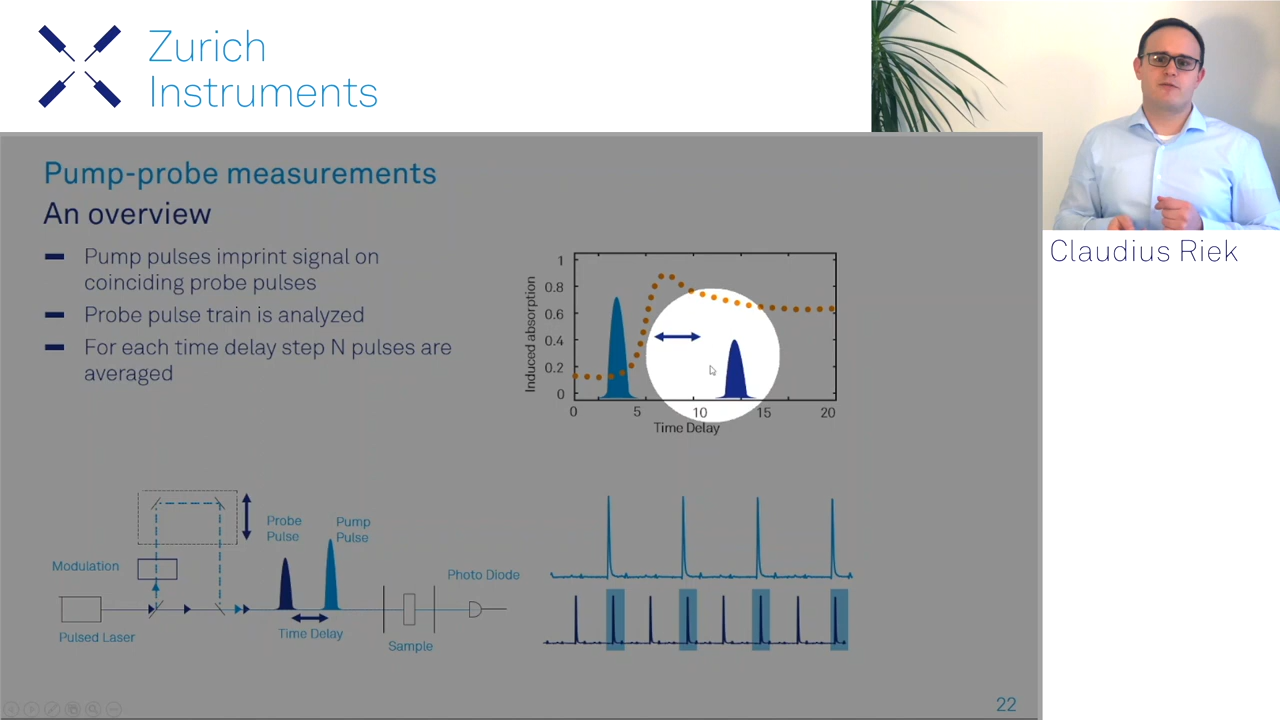 Zurich
Instruments
Claudius Riek
Pump-probe measurements
An overview
Pump pulses imprint signal on
coinciding probe pulses
Probe pulse train is analyzed
For each time delay step N pulses are
averaged
Induced absorption
1
0.8
0.6
0.4
0.2
0
0 5 10 15 20
Time Delay
Modulation
Pulsed Laser
Probe
Pulse
Pump
Pulse
Time Delay
Sample
Photo Diode
22